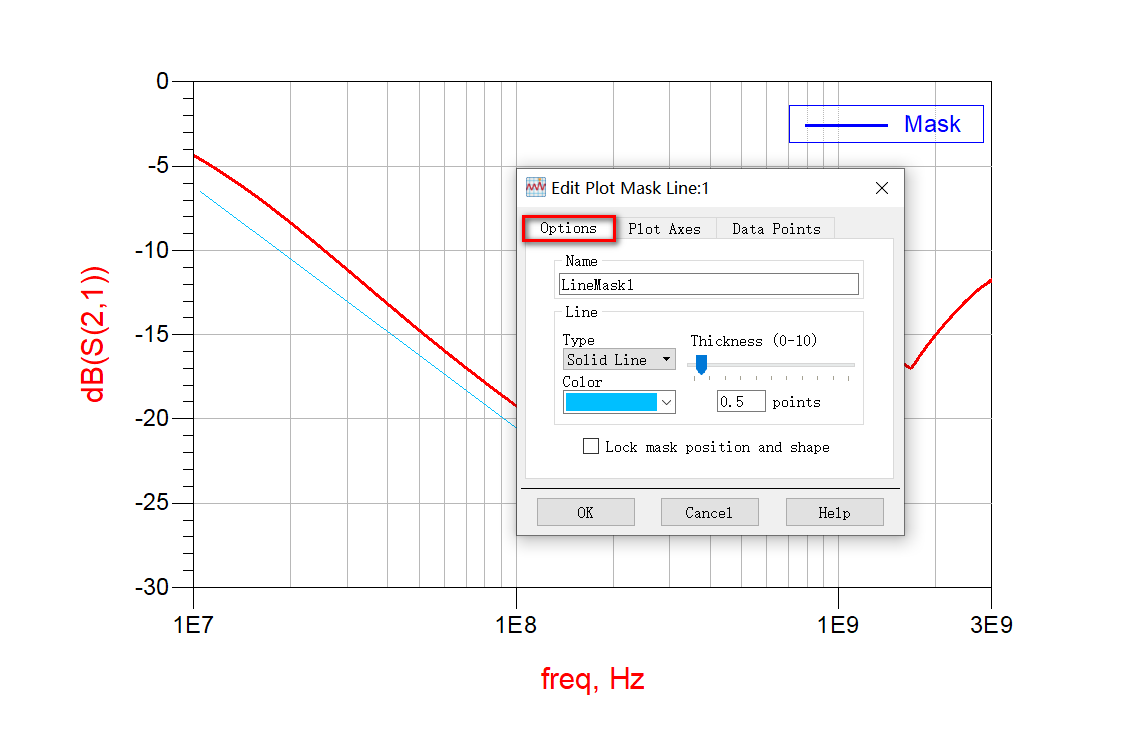 0
Mask
-5
Edit Plot Mask Line:1
Options Plot Axes Data Points
-10
Name
LineMask1
dB(S(2,1))
Line
-15
Type Thickness (0-10)
Solid Line
Color
0.5 points
-20
Lock mask position and shape
-25
OK Cancel Help
-30
1E7 1E8 1E9 3E9
freq, Hz